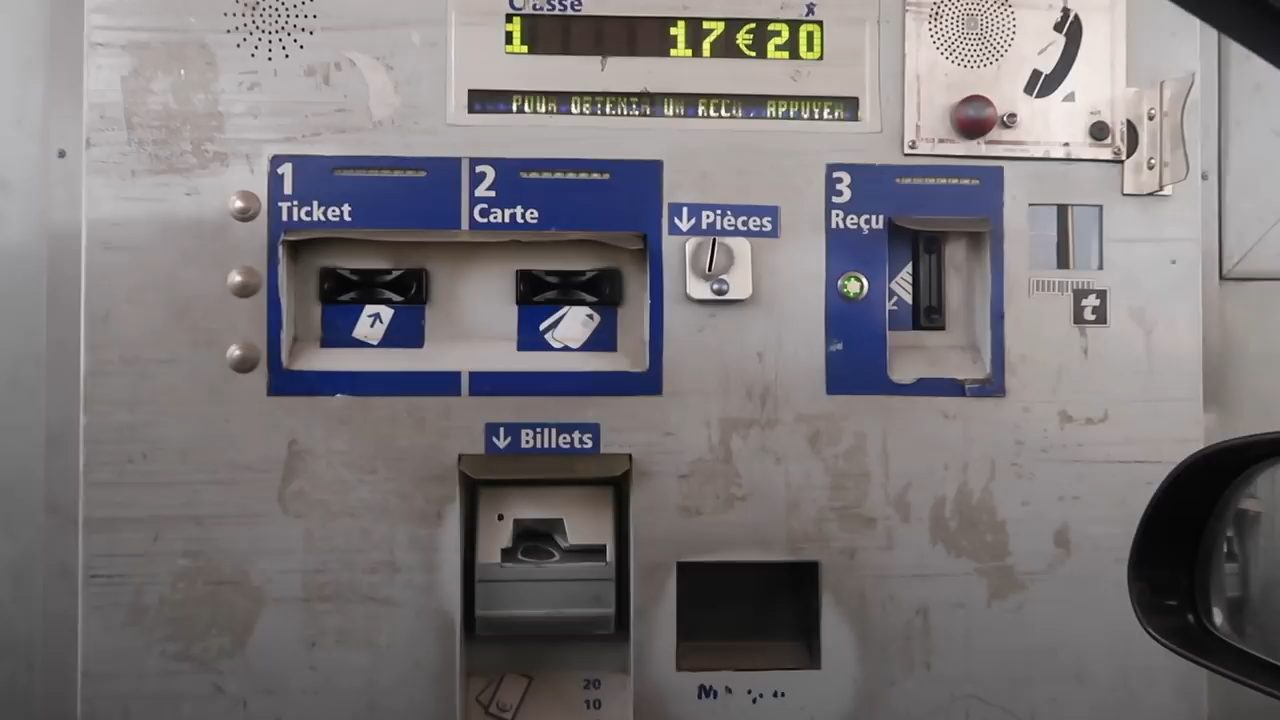 Classe
1 17€20
POUR OBTENIR UN RECU, APPUYER
1
Ticket
2
Carte
↓ Pièces
3
Reçu
t
↓ Billets
20
10